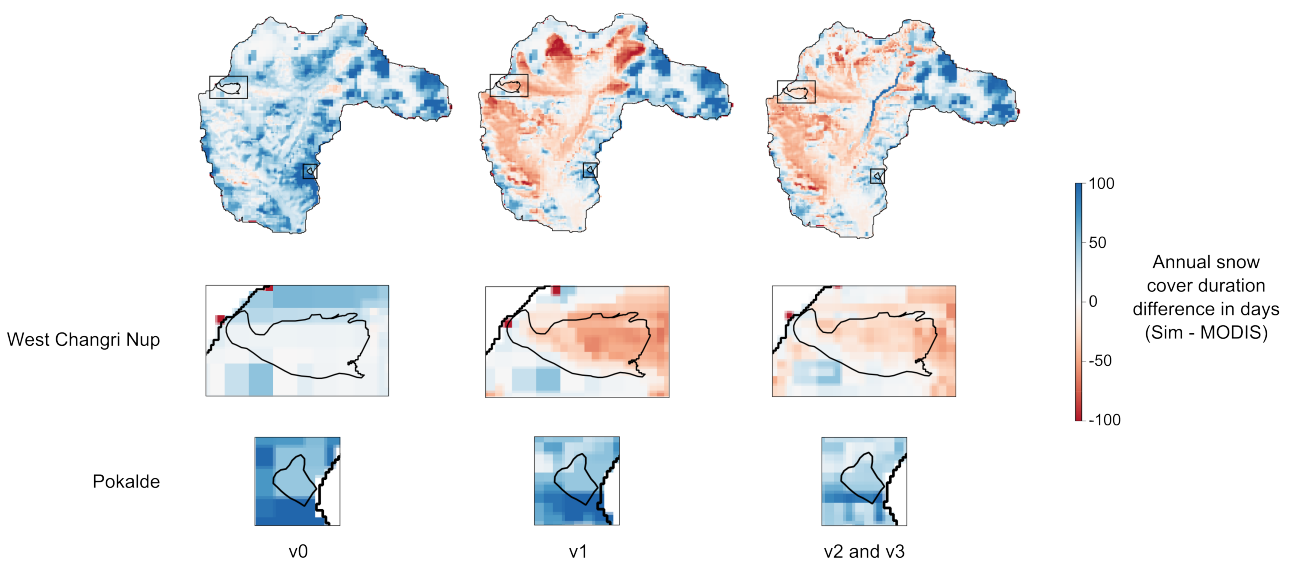 100
50
0
-50
-100
Annual snow
cover duration
difference in days
(Sim - MODIS)
West Changri Nup
Pokalde
v0
v1
v2 and v3